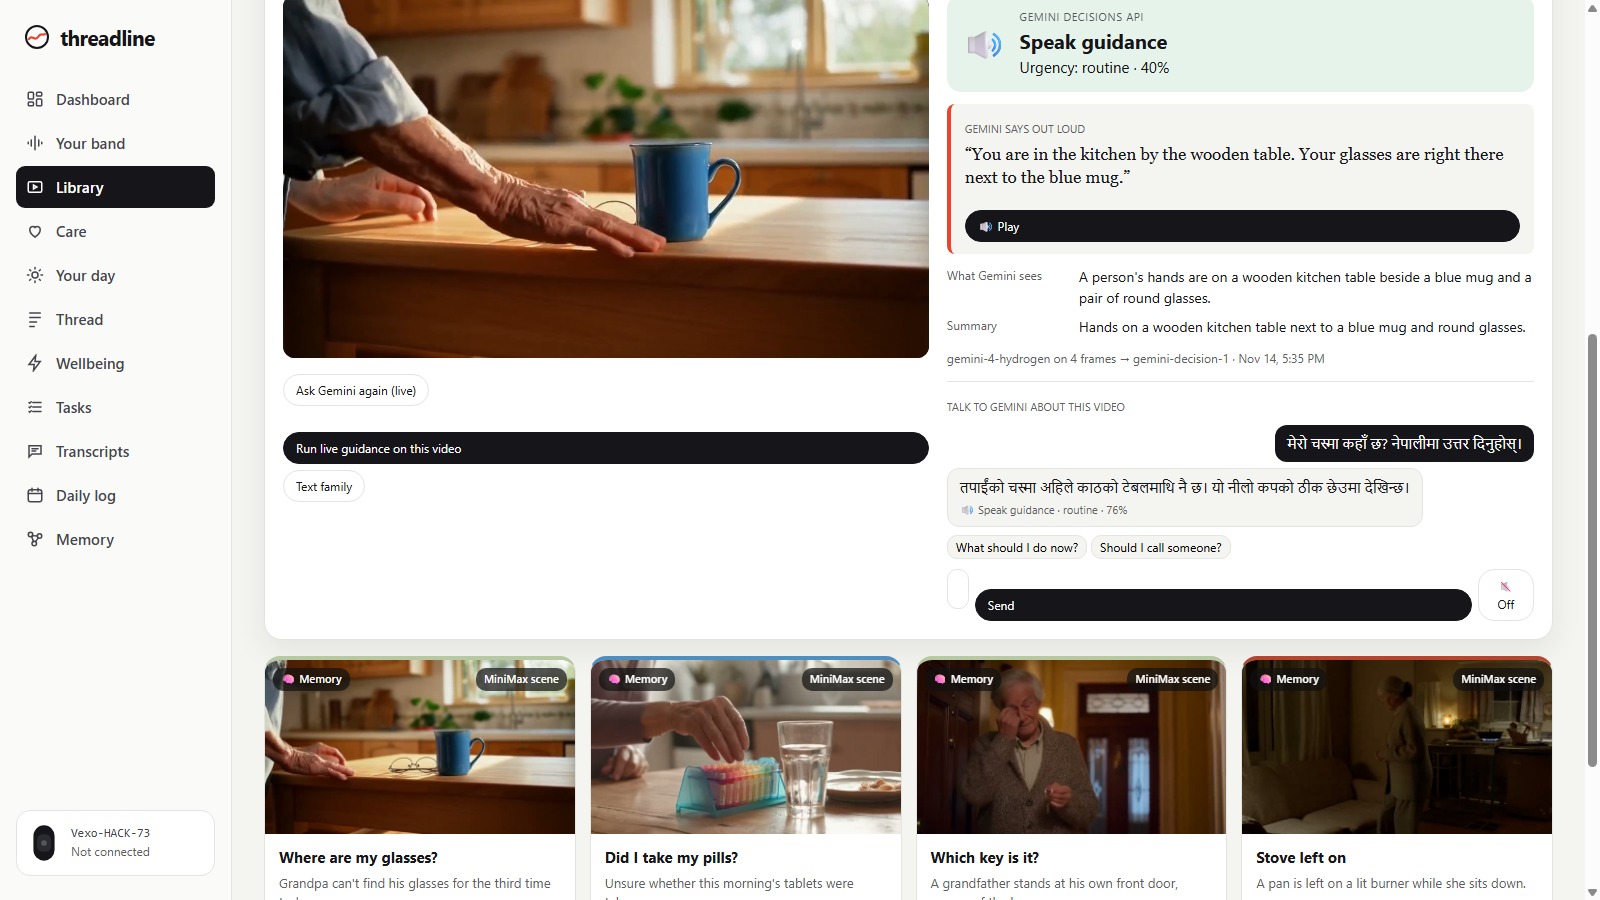 threadline
Dashboard
Your band
Library
Care
Your day
Thread
Wellbeing
Tasks
Transcripts
Daily log
Memory
Vexo-HACK-73
Not connected
Ask Gemini again (live)
Run live guidance on this video
Text family
GEMINI DECISIONS API
Speak guidance
Urgency: routine · 40%
GEMINI SAYS OUT LOUD
“You are in the kitchen by the wooden table. Your glasses are right there
next to the blue mug.”
Play
What Gemini sees
A person's hands are on a wooden kitchen table beside a blue mug and a
pair of round glasses.
Summary
Hands on a wooden kitchen table next to a blue mug and round glasses.
gemini-4-hydrogen on 4 frames → gemini-decision-1 · Nov 14, 5:35 PM
TALK TO GEMINI ABOUT THIS VIDEO
मेरो चस्मा कहाँ छ? नेपालीमा उत्तर दिनुहोस्।
तपाईंको चस्मा अहिले काठको टेबलमाथि नै छ। यो नीलो कपको ठीक छेउमा देखिन्छ।
Speak guidance · routine · 76%
What should I do now?
Should I call someone?
Send
Off
Memory
MiniMax scene
Where are my glasses?
Grandpa can't find his glasses for the third time
Memory
MiniMax scene
Did I take my pills?
Unsure whether this morning's tablets were
Memory
MiniMax scene
Which key is it?
A grandfather stands at his own front door,
Memory
MiniMax scene
Stove left on
A pan is left on a lit burner while she sits down.